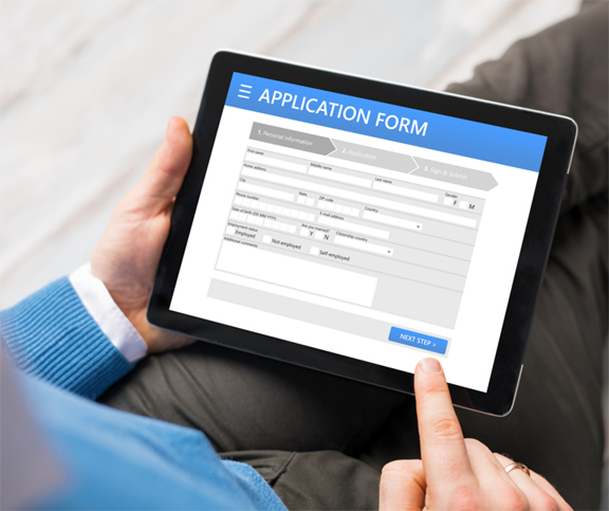 APPLICATION FORM
1. Personal information
2. Application
3. Sign & Submit
First name
Middle name
Last name
Gender
F M
Home address
City
State
ZIP code
Country
Phone number
E-mail address
Date of birth (DD MM YYYY)
Are you married?
Y N
Citizenship country
Employment status
Employed
Not employed
Self-employed
Additional comments
NEXT STEP >